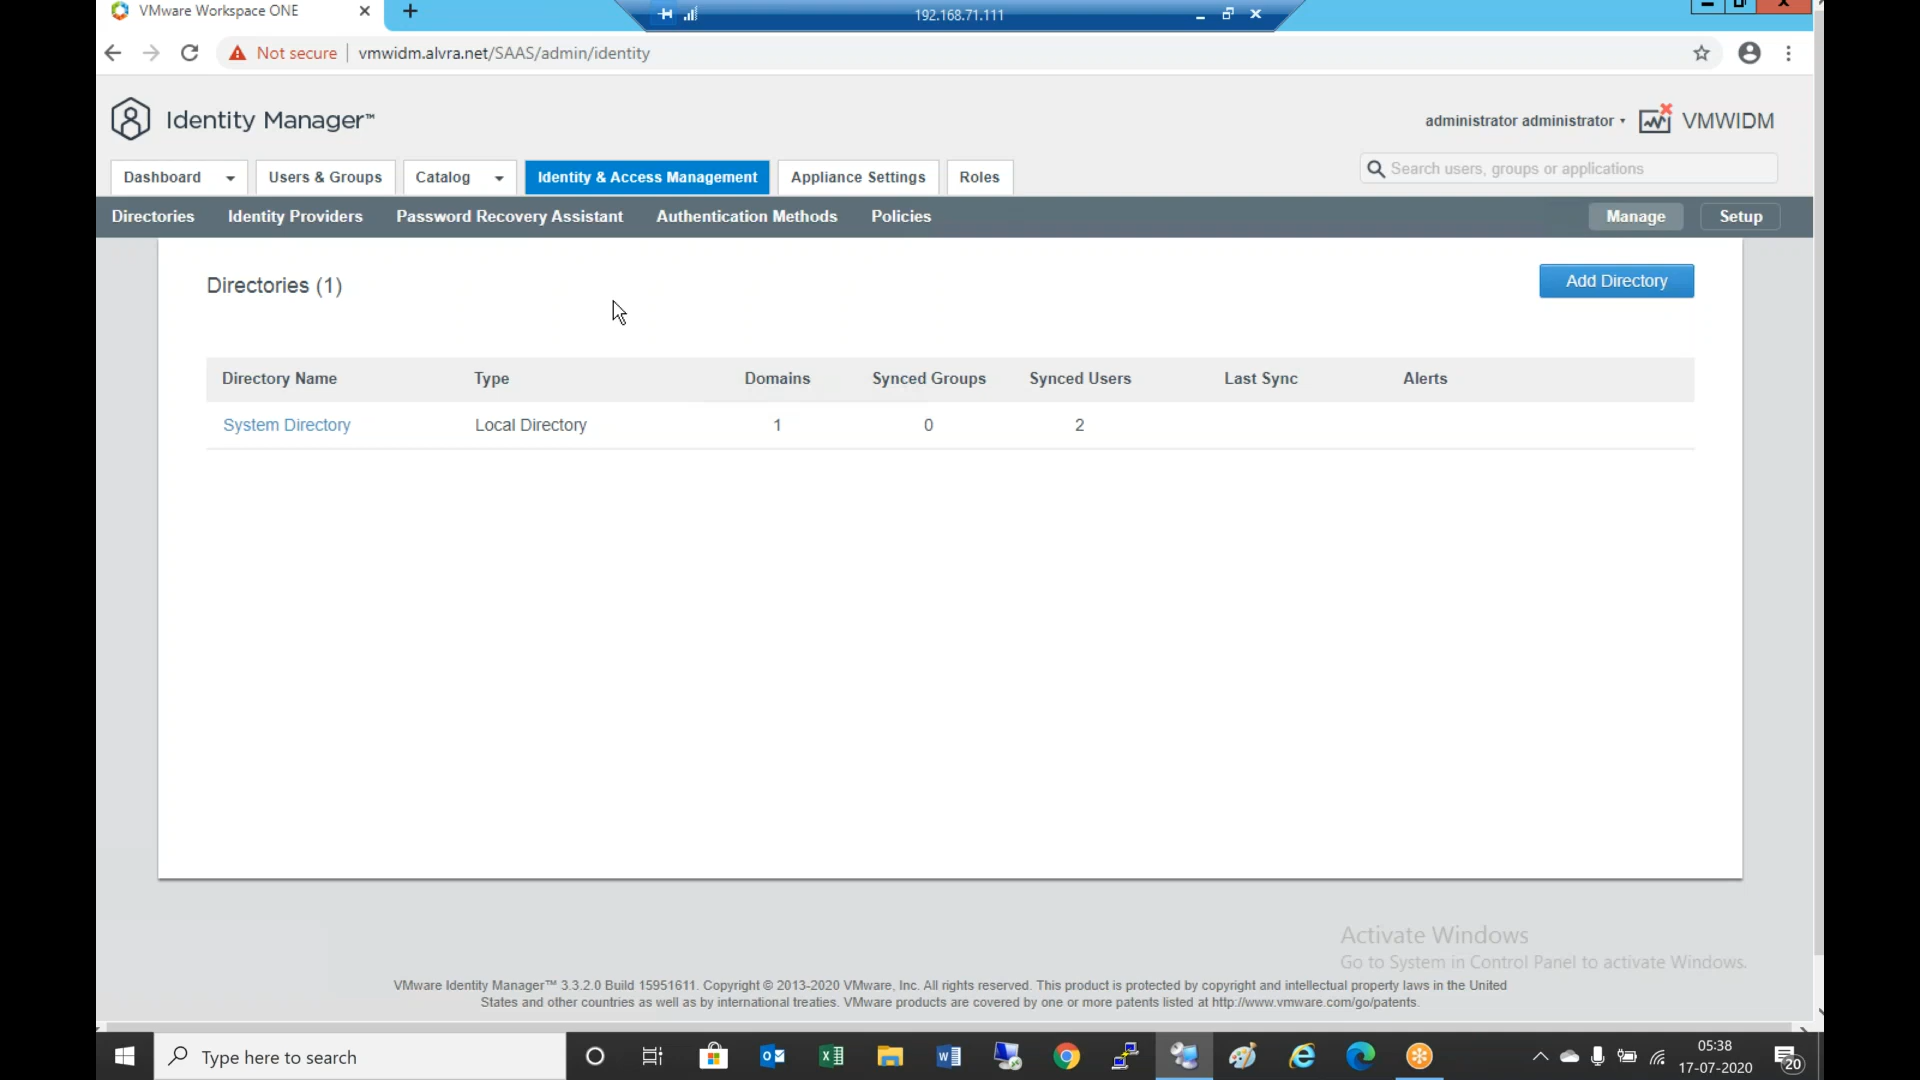 VMware Workspace ONE
192.168.71.111
Not secure
vmwidm.alvra.net/SAAS/admin/identity
Identity Manager™
administrator administrator
VMWIDM
Dashboard
Users & Groups
Catalog
Identity & Access Management
Appliance Settings
Roles
Search users, groups or applications
Directories
Identity Providers
Password Recovery Assistant
Authentication Methods
Policies
Manage
Setup
Directories (1)
Add Directory
Directory Name Type Domains Synced Groups Synced Users Last Sync Alerts
System Directory Local Directory 1 0 2
Activate Windows
Go to System in Control Panel to activate Windows.
VMware Identity Manager™ 3.3.2.0 Build 15951611. Copyright © 2013-2020 VMware, Inc. All rights reserved. This product is protected by copyright and intellectual property laws in the United
States and other countries as well as by international treaties. VMware products are covered by one or more patents listed at http://www.vmware.com/go/patents.
Type here to search
05:38
17-07-2020
20